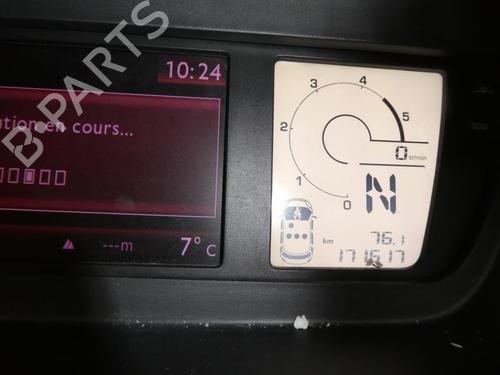 10:24
ation en cours...
---m
7°c
4
3
5
2
1
0
0 tr/min
N
km
76.1
171617
B-PARTS